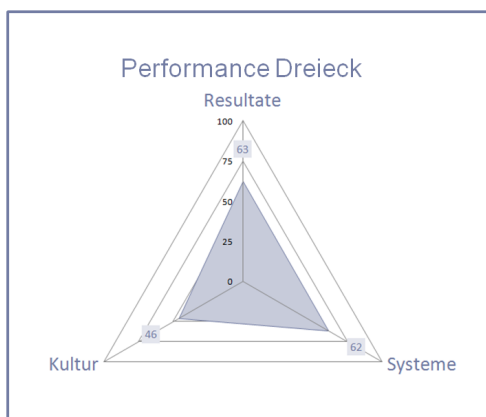 Performance Dreieck
Resultate
100
63
75
50
25
0
46
62
Kultur
Systeme